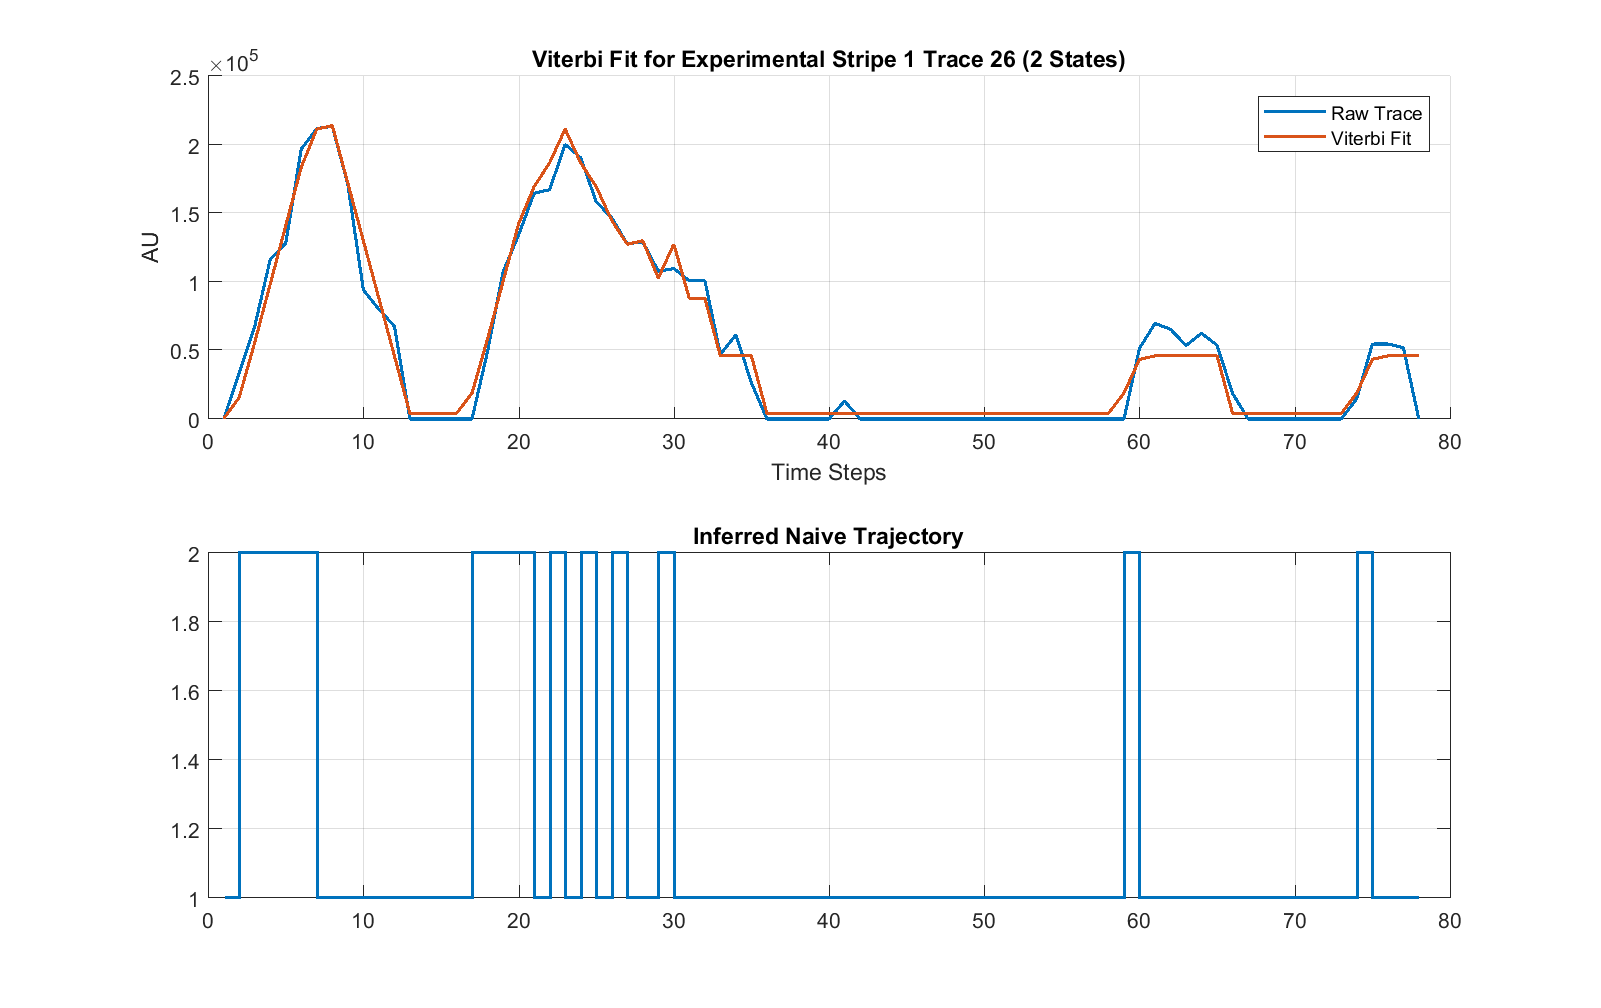 Viterbi Fit for Experimental Stripe 1 Trace 26 (2 States)
×10^5
2.5
2
1.5
1
0.5
0
AU
Raw Trace
Viterbi Fit
0 10 20 30 40 50 60 70 80
Time Steps
Inferred Naive Trajectory
2
1.8
1.6
1.4
1.2
1
0 10 20 30 40 50 60 70 80